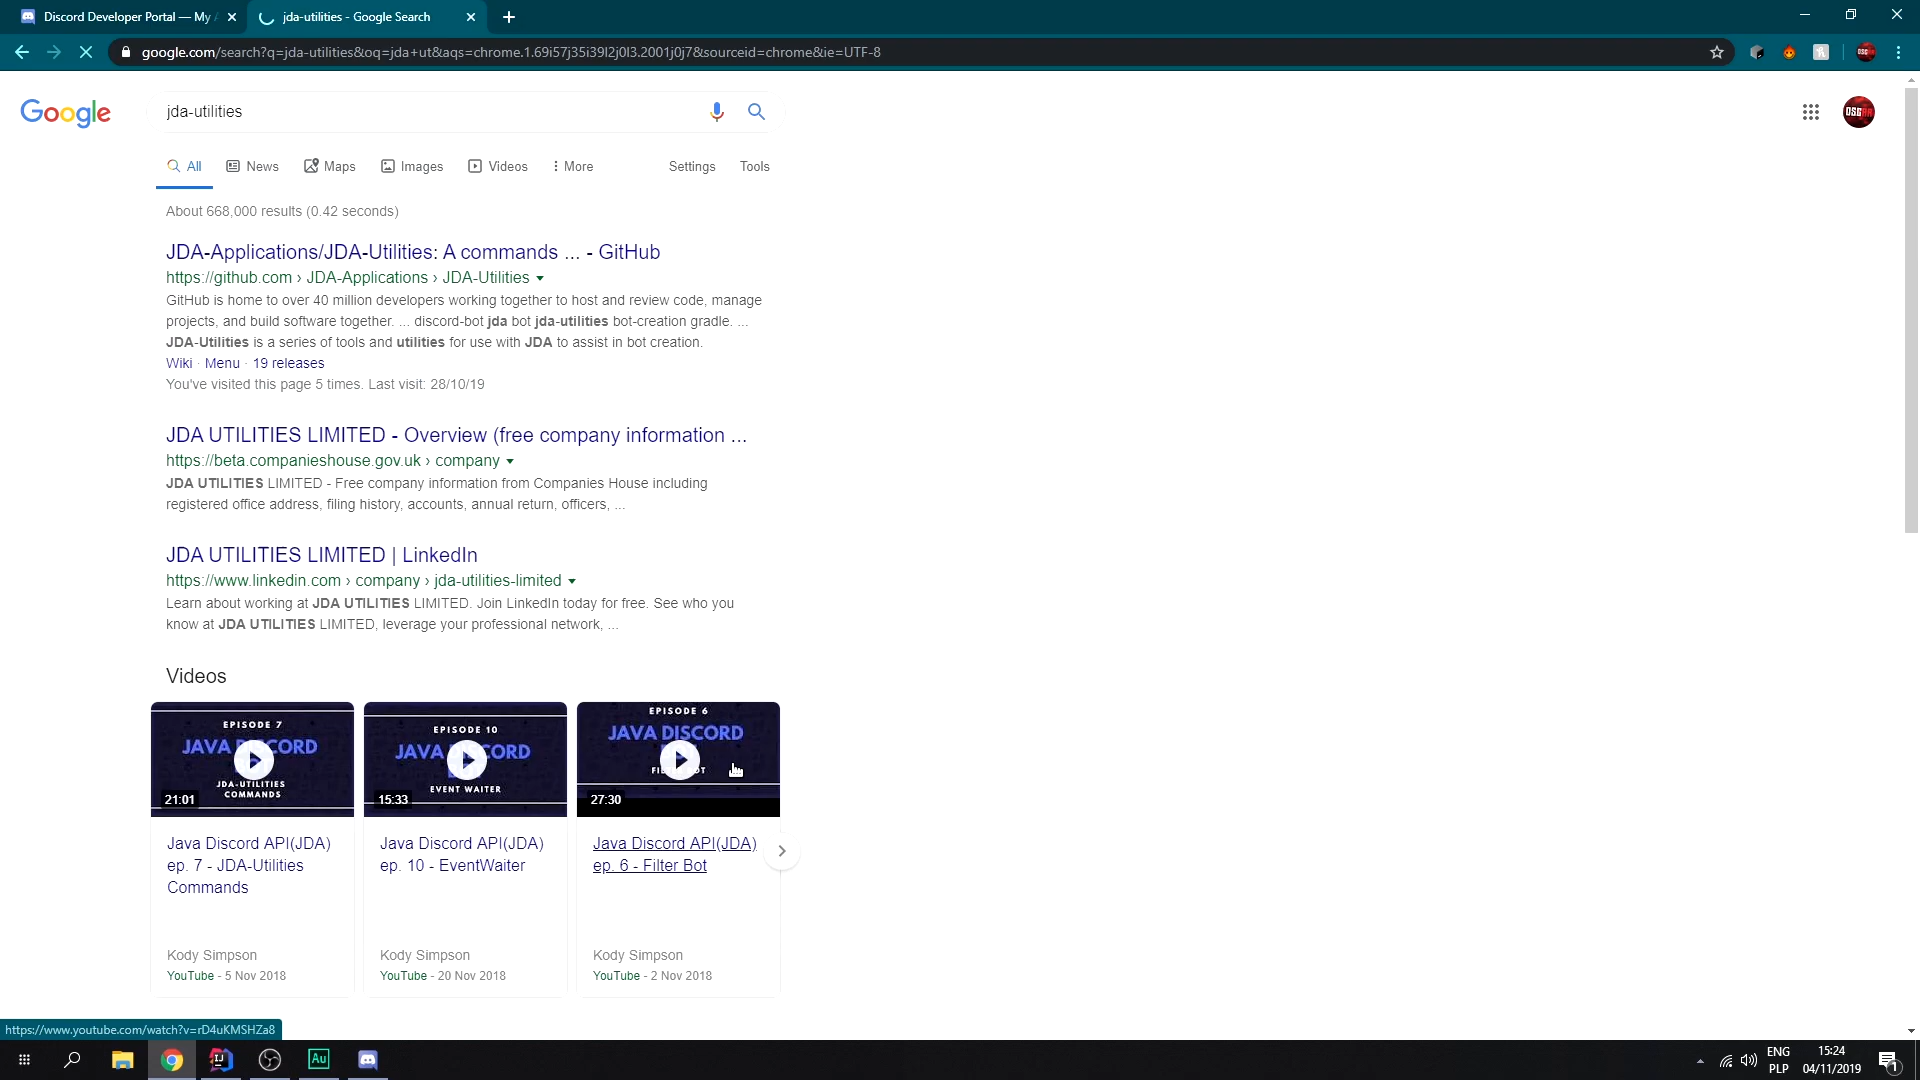 Discord Developer Portal — My A
jda-utilities - Google Search
google.com/search?q=jda-utilities&oq=jda+ut&aqs=chrome.1.69i57j35i39l2j0l3.2001j0j7&sourceid=chrome&ie=UTF-8
Google
jda-utilities
All
News
Maps
Images
Videos
More
Settings
Tools
About 668,000 results (0.42 seconds)
JDA-Applications/JDA-Utilities: A commands ... - GitHub
https://github.com › JDA-Applications › JDA-Utilities
GitHub is home to over 40 million developers working together to host and review code, manage
projects, and build software together. ... discord-bot jda bot jda-utilities bot-creation gradle. ...
JDA-Utilities is a series of tools and utilities for use with JDA to assist in bot creation.
Wiki · Menu · 19 releases
You've visited this page 5 times. Last visit: 28/10/19
JDA UTILITIES LIMITED - Overview (free company information ...
https://beta.companieshouse.gov.uk › company
JDA UTILITIES LIMITED - Free company information from Companies House including
registered office address, filing history, accounts, annual return, officers, ...
JDA UTILITIES LIMITED | LinkedIn
https://www.linkedin.com › company › jda-utilities-limited
Learn about working at JDA UTILITIES LIMITED. Join LinkedIn today for free. See who you
know at JDA UTILITIES LIMITED, leverage your professional network, ...
Videos
EPISODE 7
JAVA DISCORD
JDA-UTILITIES
COMMANDS
21:01
EPISODE 10
JAVA DISCORD
EVENT WAITER
15:33
EPISODE 6
JAVA DISCORD
FILTER BOT
27:30
Java Discord API(JDA)
ep. 7 - JDA-Utilities
Commands
Kody Simpson
YouTube - 5 Nov 2018
Java Discord API(JDA)
ep. 10 - EventWaiter
Kody Simpson
YouTube - 20 Nov 2018
Java Discord API(JDA)
ep. 6 - Filter Bot
Kody Simpson
YouTube - 2 Nov 2018
https://www.youtube.com/watch?v=rD4uKMSHZa8
Au
ENG
PLP
15:24
04/11/2019
1